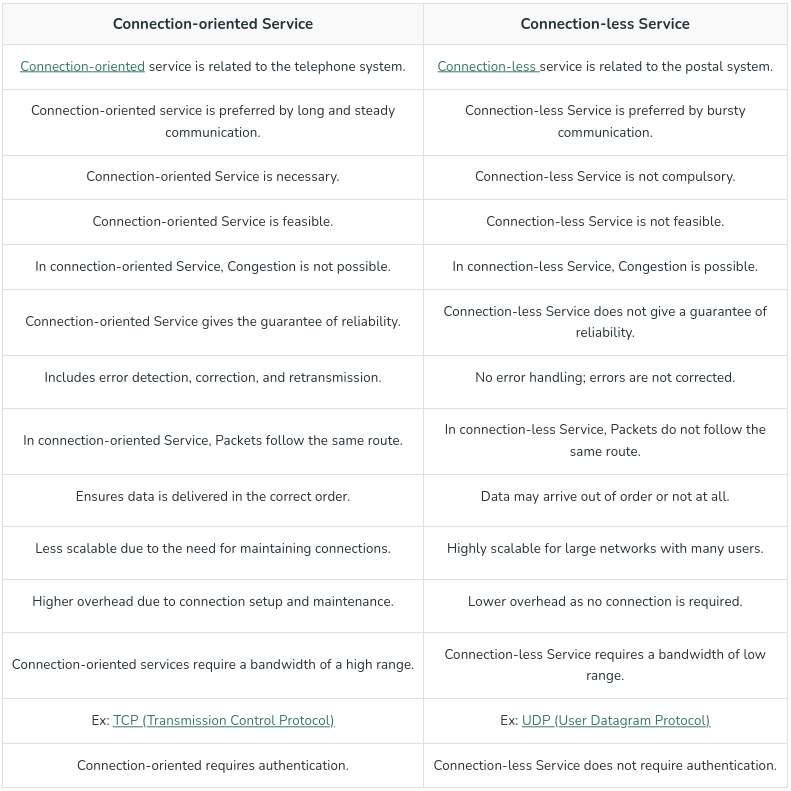 Connection-oriented Service
Connection-less Service
Connection-oriented service is related to the telephone system.
Connection-less service is related to the postal system.
Connection-oriented service is preferred by long and steady
communication.
Connection-less Service is preferred by bursty
communication.
Connection-oriented Service is necessary.
Connection-less Service is not compulsory.
Connection-oriented Service is feasible.
Connection-less Service is not feasible.
In connection-oriented Service, Congestion is not possible.
In connection-less Service, Congestion is possible.
Connection-oriented Service gives the guarantee of reliability.
Connection-less Service does not give a guarantee of
reliability.
Includes error detection, correction, and retransmission.
No error handling; errors are not corrected.
In connection-oriented Service, Packets follow the same route.
In connection-less Service, Packets do not follow the
same route.
Ensures data is delivered in the correct order.
Data may arrive out of order or not at all.
Less scalable due to the need for maintaining connections.
Highly scalable for large networks with many users.
Higher overhead due to connection setup and maintenance.
Lower overhead as no connection is required.
Connection-oriented services require a bandwidth of a high range.
Connection-less Service requires a bandwidth of low
range.
Ex: TCP (Transmission Control Protocol)
Ex: UDP (User Datagram Protocol)
Connection-oriented requires authentication.
Connection-less Service does not require authentication.